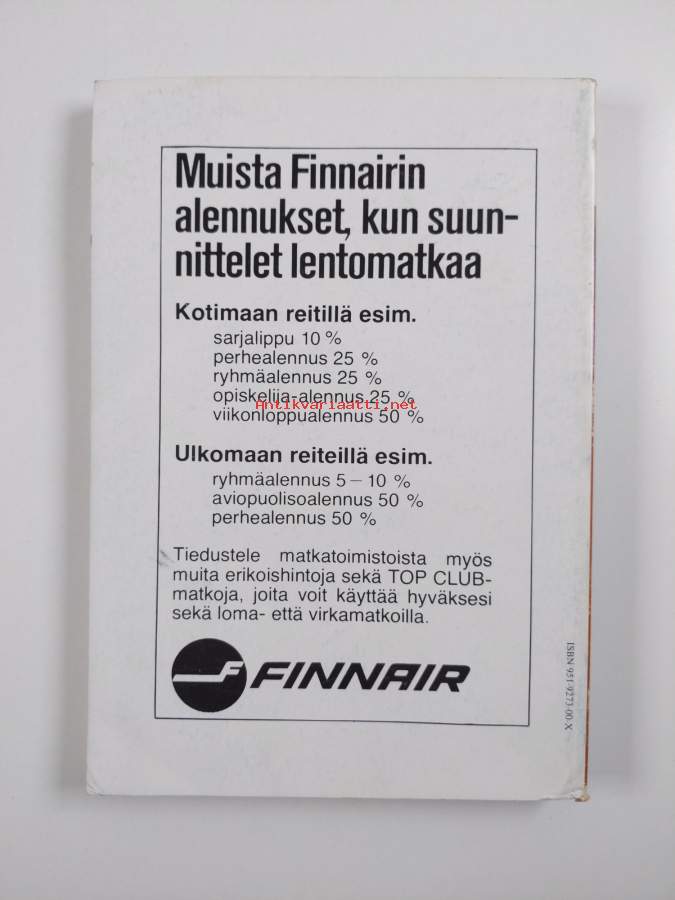 Muista Finnairin
alennukset, kun suun-
nittelet lentomatkaa
Kotimaan reitillä esim.
sarjalippu 10 %
perhealennus 25 %
ryhmäalennus 25 %
opiskelija-alennus 25 %
Antikvariaatti.net
viikonloppualennus 50 %
Ulkomaan reiteillä esim.
ryhmäalennus 5 – 10 %
aviopuolisoalennus 50 %
perhealennus 50 %
Tiedustele matkatoimistoista myös
muita erikoishintoja sekä TOP CLUB-
matkoja, joita voit käyttää hyväksesi
sekä loma- että virkamatkoilla.
FINNAIR
ISBN 951-9273-00-X